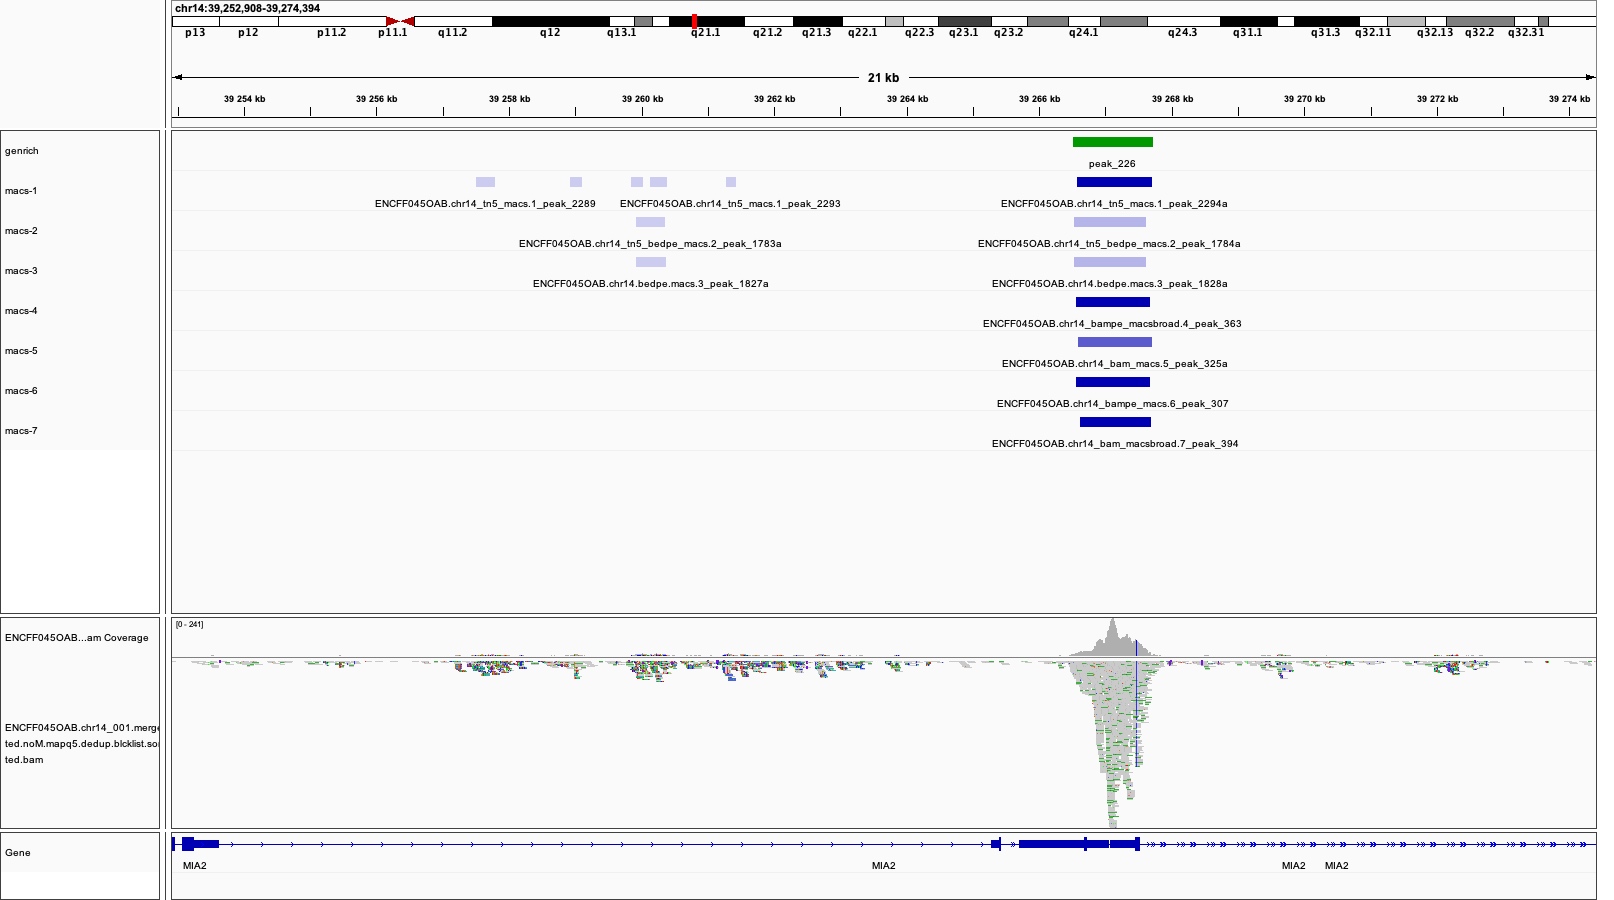 chr14:39,252,908-39,274,394
p13 p12 p11.2 p11.1 q11.2 q12 q13.1 q21.1 q21.2 q21.3 q22.1 q22.3 q23.1 q23.2 q24.1 q24.3 q31.1 q31.3 q32.11 q32.13 q32.2 q32.31
21 kb
39 254 kb 39 256 kb 39 258 kb 39 260 kb 39 262 kb 39 264 kb 39 266 kb 39 268 kb 39 270 kb 39 272 kb 39 274 kb
genrich
peak_226
macs-1
ENCFF045OAB.chr14_tn5_macs.1_peak_2289 ENCFF045OAB.chr14_tn5_macs.1_peak_2293 ENCFF045OAB.chr14_tn5_macs.1_peak_2294a
macs-2
ENCFF045OAB.chr14_tn5_bedpe_macs.2_peak_1783a ENCFF045OAB.chr14_tn5_bedpe_macs.2_peak_1784a
macs-3
ENCFF045OAB.chr14.bedpe.macs.3_peak_1827a ENCFF045OAB.chr14.bedpe.macs.3_peak_1828a
macs-4
ENCFF045OAB.chr14_bampe_macsbroad.4_peak_363
macs-5
ENCFF045OAB.chr14_bam_macs.5_peak_325a
macs-6
ENCFF045OAB.chr14_bampe_macs.6_peak_307
macs-7
ENCFF045OAB.chr14_bam_macsbroad.7_peak_394
[0 - 241]
ENCFF045OAB...am Coverage
ENCFF045OAB.chr14_001.merge
ted.noM.mapq5.dedup.blcklist.sor
ted.bam
Gene
MIA2 MIA2 MIA2 MIA2